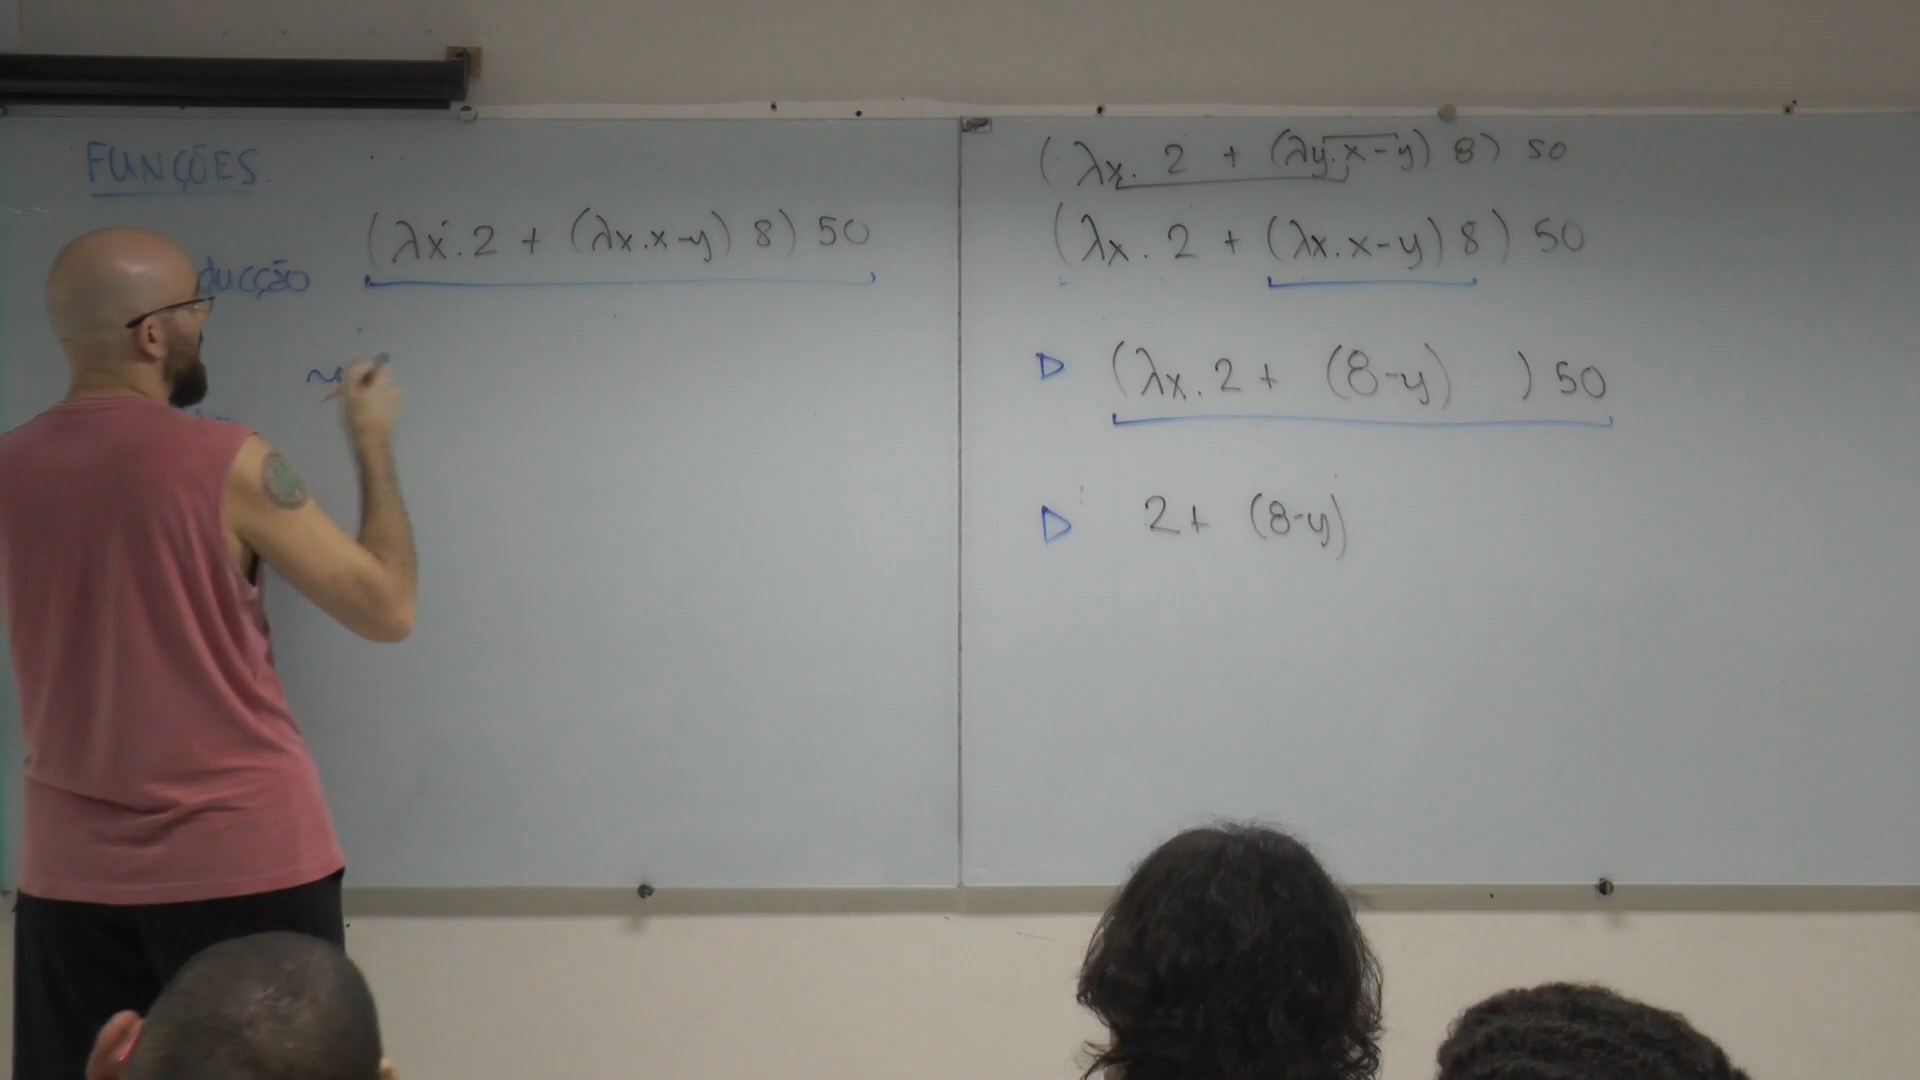 FUNÇÕES
(λx.2 + (λx.x-y) 8) 50
ducção
(λx. 2 + (λy.x-y) 8) 50
(λx. 2 + (λx.x-y) 8) 50
▷ (λx.2+ (8-y) ) 50
▷ 2+ (8-y)